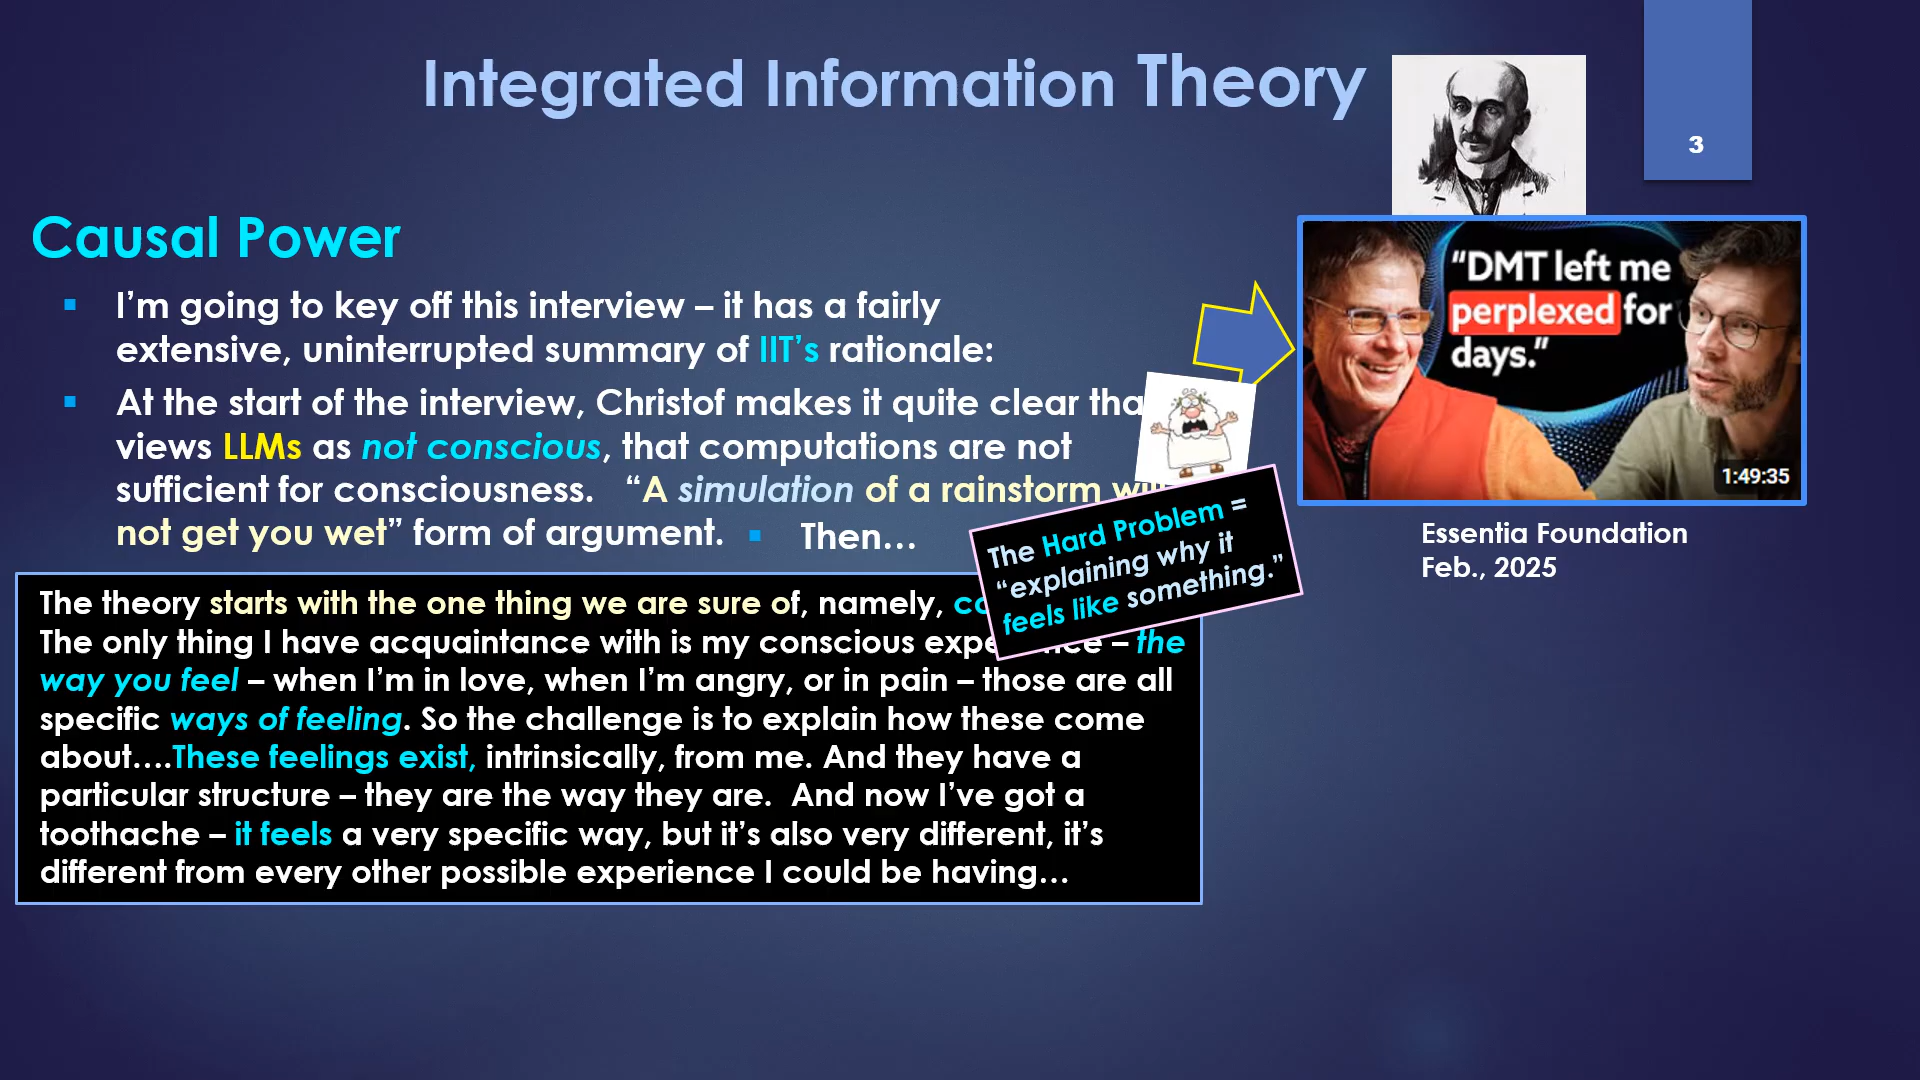 Integrated Information Theory
3
Causal Power
I'm going to key off this interview – it has a fairly
extensive, uninterrupted summary of IIT's rationale:
At the start of the interview, Christof makes it quite clear
views LLMs as not conscious, that computations are not
sufficient for consciousness. “A simulation of a rainstorm
not get you wet” form of argument.
Then…
“DMT left me
perplexed for
days.”
1:49:35
Essentia Foundation
Feb., 2025
The Hard Problem =
“explaining why it
feels like something.”
The theory starts with the one thing we are sure of, namely,
The only thing I have acquaintance with is my conscious – the
way you feel – when I'm in love, when I'm angry, or in pain – those are all
specific ways of feeling. So the challenge is to explain how these come
about….These feelings exist, intrinsically, from me. And they have a
particular structure – they are the way they are. And now I've got a
toothache – it feels a very specific way, but it's also very different, it's
different from every other possible experience I could be having…